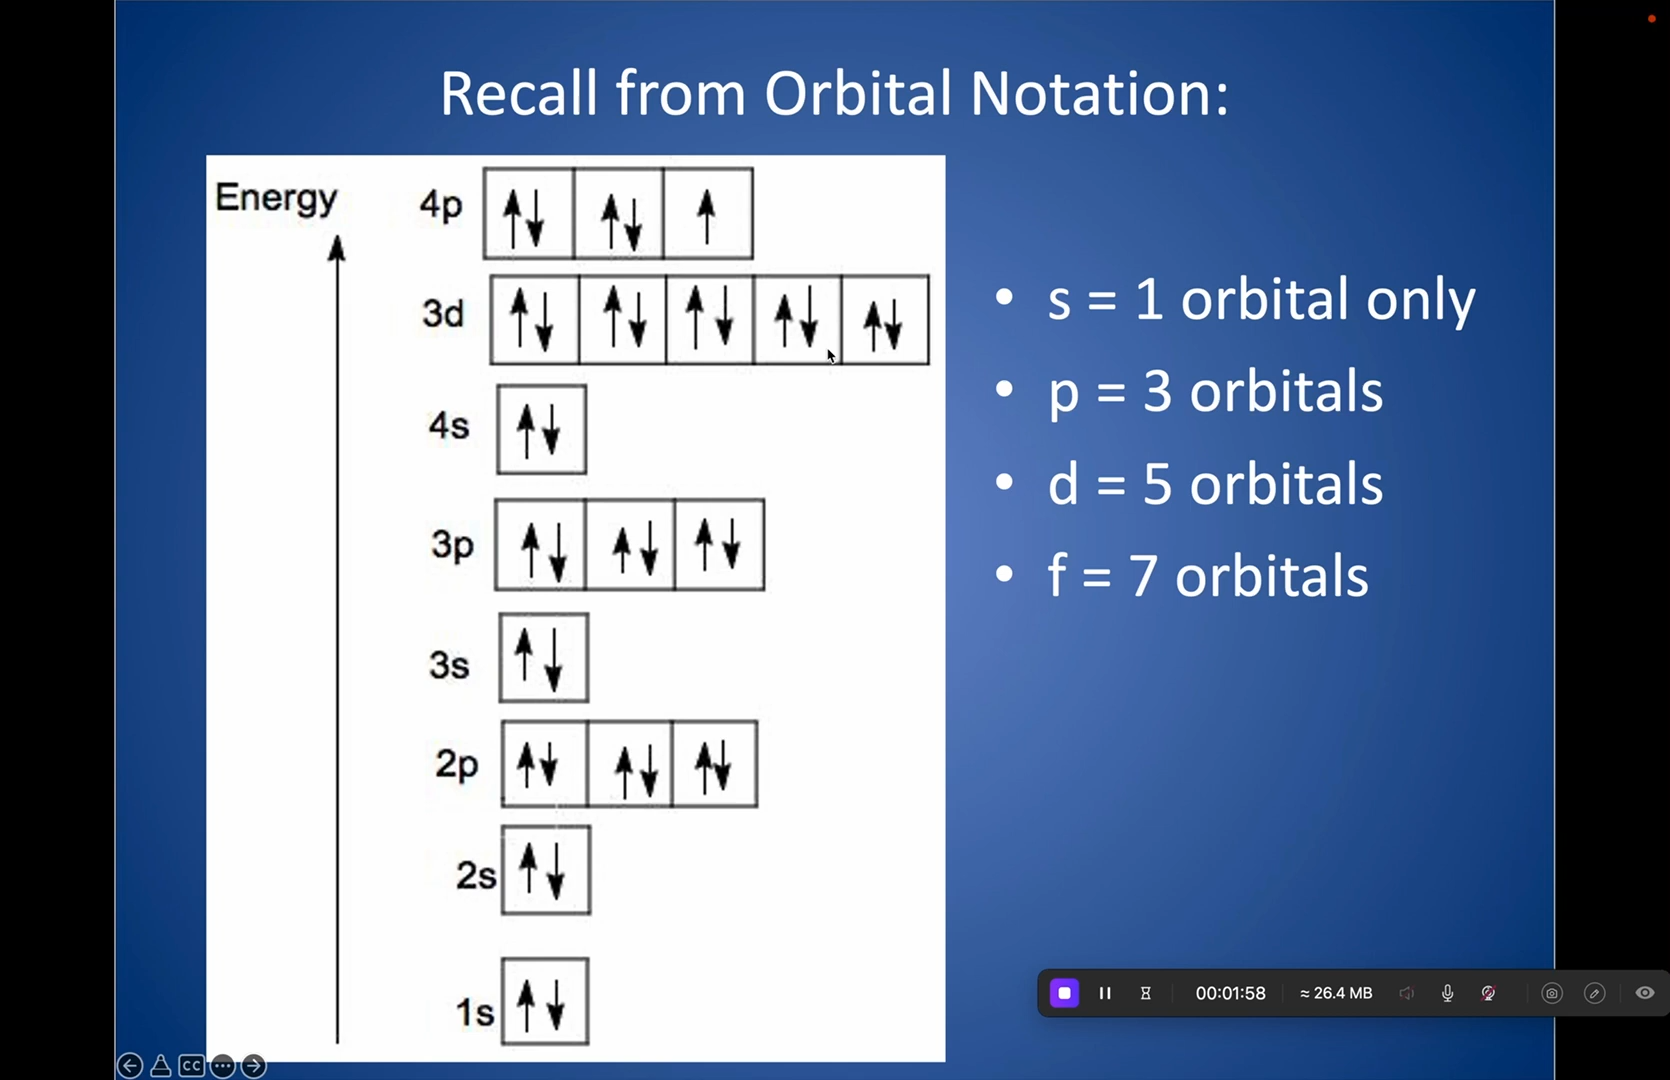 Recall from Orbital Notation:
Energy
4p
3d
4s
3p
3s
2p
2s
1s
• s = 1 orbital only
• p = 3 orbitals
• d = 5 orbitals
• f = 7 orbitals
00:01:58 ≈ 26.4 MB
CC